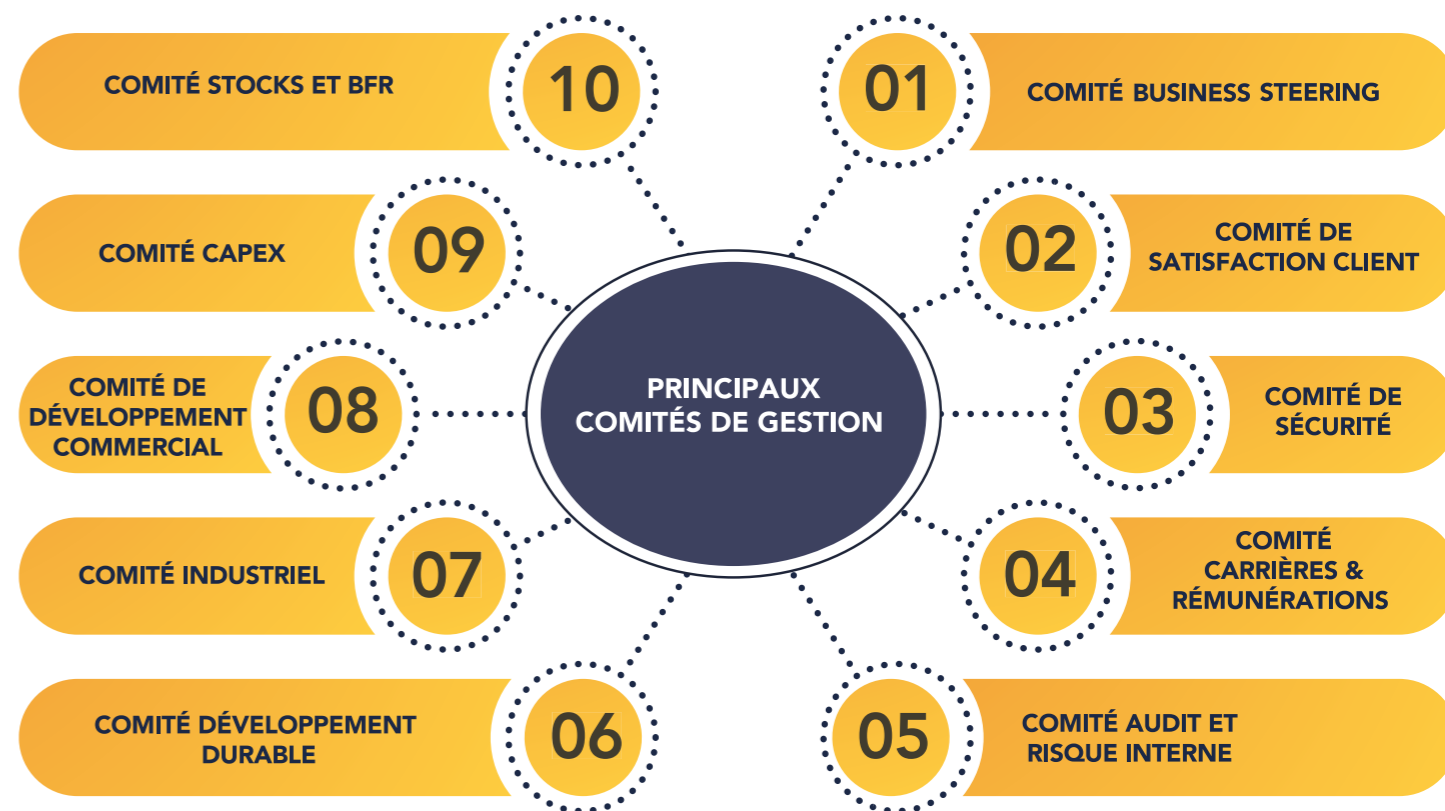 PRINCIPAUX
COMITÉS DE GESTION
01
COMITÉ BUSINESS STEERING
02
COMITÉ DE
SATISFACTION CLIENT
03
COMITÉ DE
SÉCURITÉ
04
COMITÉ
CARRIÈRES &
RÉMUNÉRATIONS
05
COMITÉ AUDIT ET
RISQUE INTERNE
06
COMITÉ DÉVELOPPEMENT
DURABLE
07
COMITÉ INDUSTRIEL
08
COMITÉ DE
DÉVELOPPEMENT
COMMERCIAL
09
COMITÉ CAPEX
10
COMITÉ STOCKS ET BFR